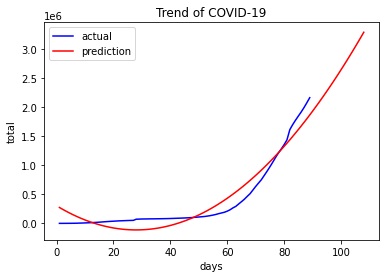 Trend of COVID-19
1e6
actual
prediction
total
3.0
2.5
2.0
1.5
1.0
0.5
0.0
0 20 40 60 80 100
days